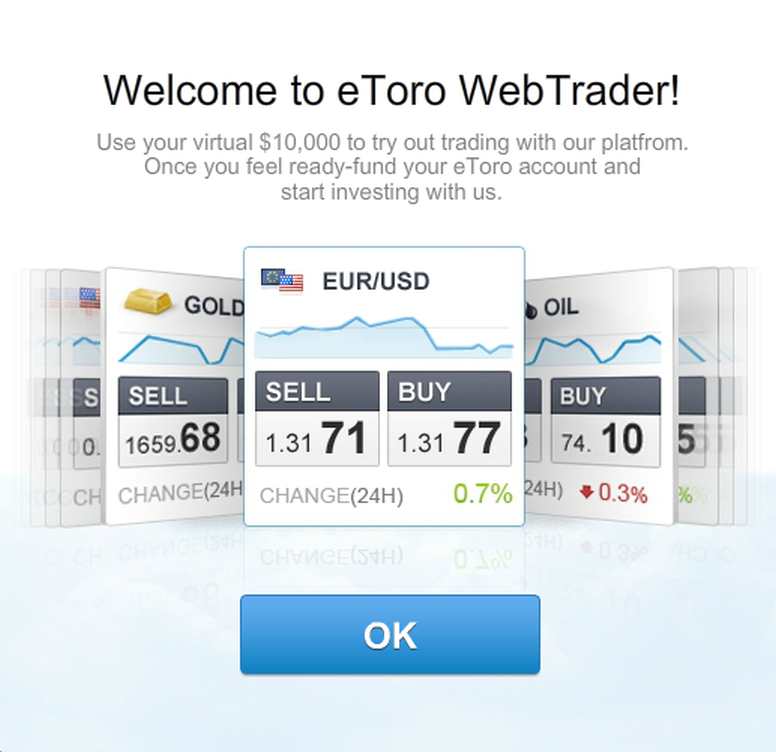 Welcome to eToro WebTrader!
Use your virtual $10,000 to try out trading with our platfrom.
Once you feel ready-fund your eToro account and
start investing with us.
GOLD
EUR/USD
OIL
SELL
SELL
BUY
BUY
1659.68
1.31 71
1.31 77
74. 10
CHANGE(24H
CHANGE(24H)
0.7%
24H)
0.3%
OK